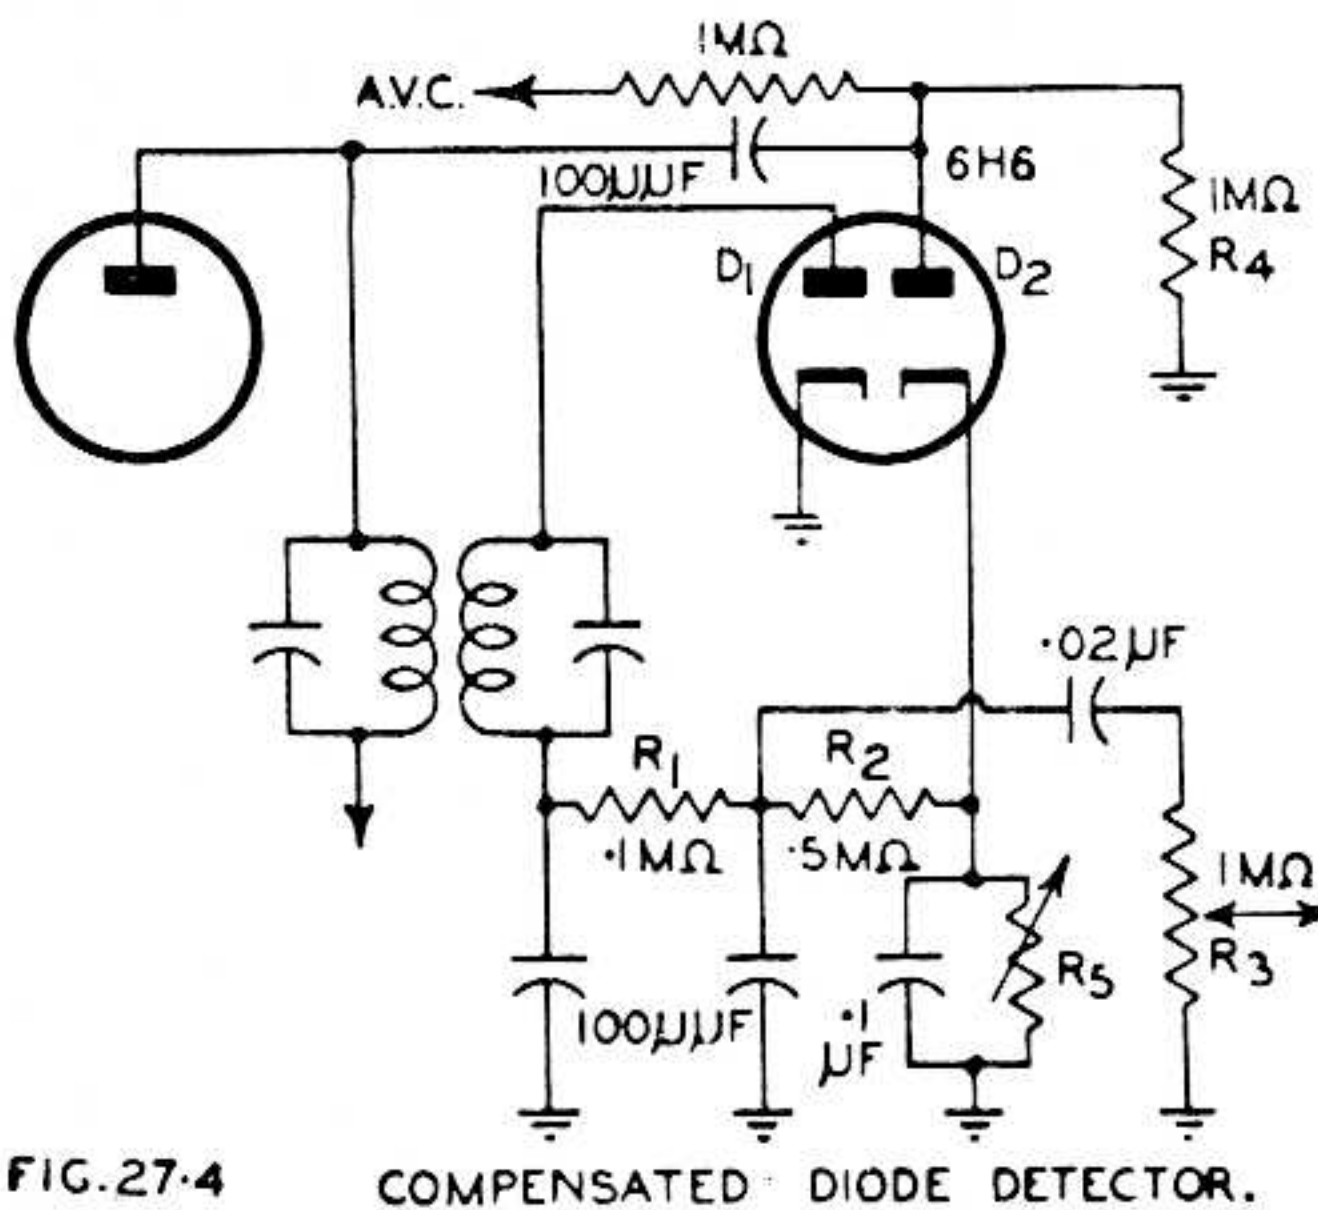 1MΩ
A.V.C.
100μμF
6H6
1MΩ
R4
D1
D2
.02μF
R1
R2
.1MΩ
.5MΩ
1MΩ
R3
R5
100μμF
.1
μF
FIG.27.4
COMPENSATED DIODE DETECTOR.